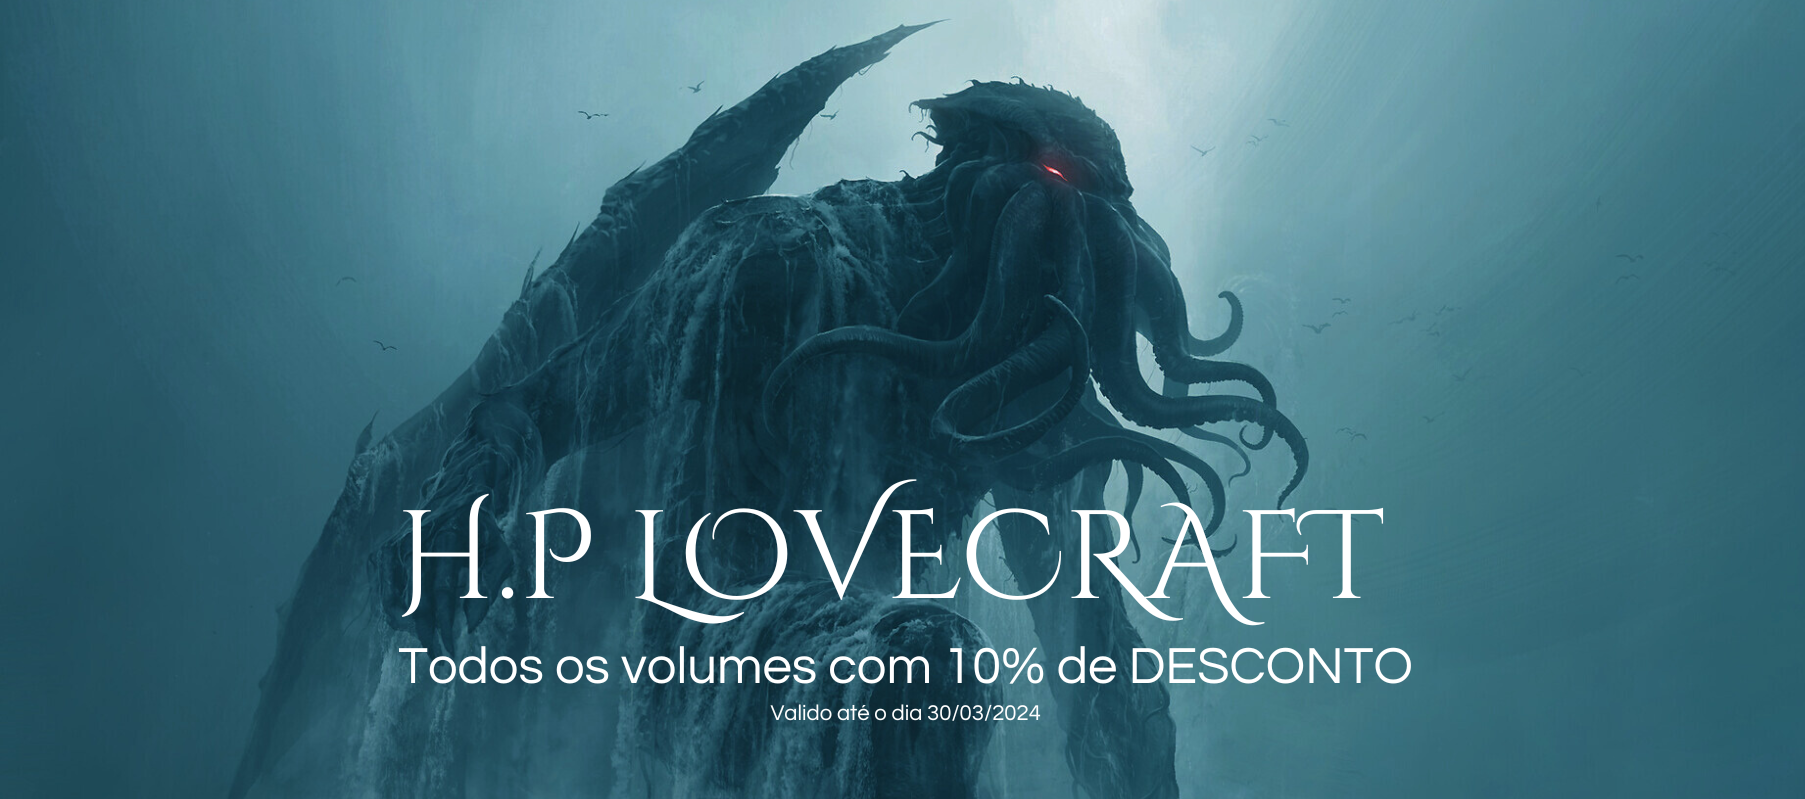 H.P LOVECRAFT
Todos os volumes com 10% de DESCONTO
Valido até o dia 30/03/2024